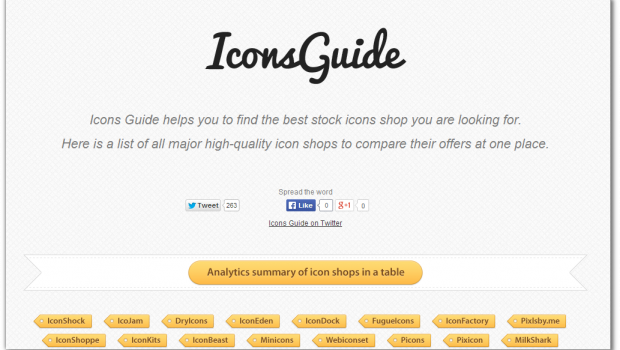 IconsGuide
Icons Guide helps you to find the best stock icons shop you are looking for.
Here is a list of all major high-quality icon shops to compare their offers at one place.
Spread the word
Tweet 263 Like 0 +1 0
Icons Guide on Twitter
Analytics summary of icon shops in a table
IconShock IcoJam DryIcons IconEden IconDock FugueIcons IconFactory Pixlsby.me
IconShoppe IconKits IconBeast Minicons Webiconset Picons Pixicon MilkShark